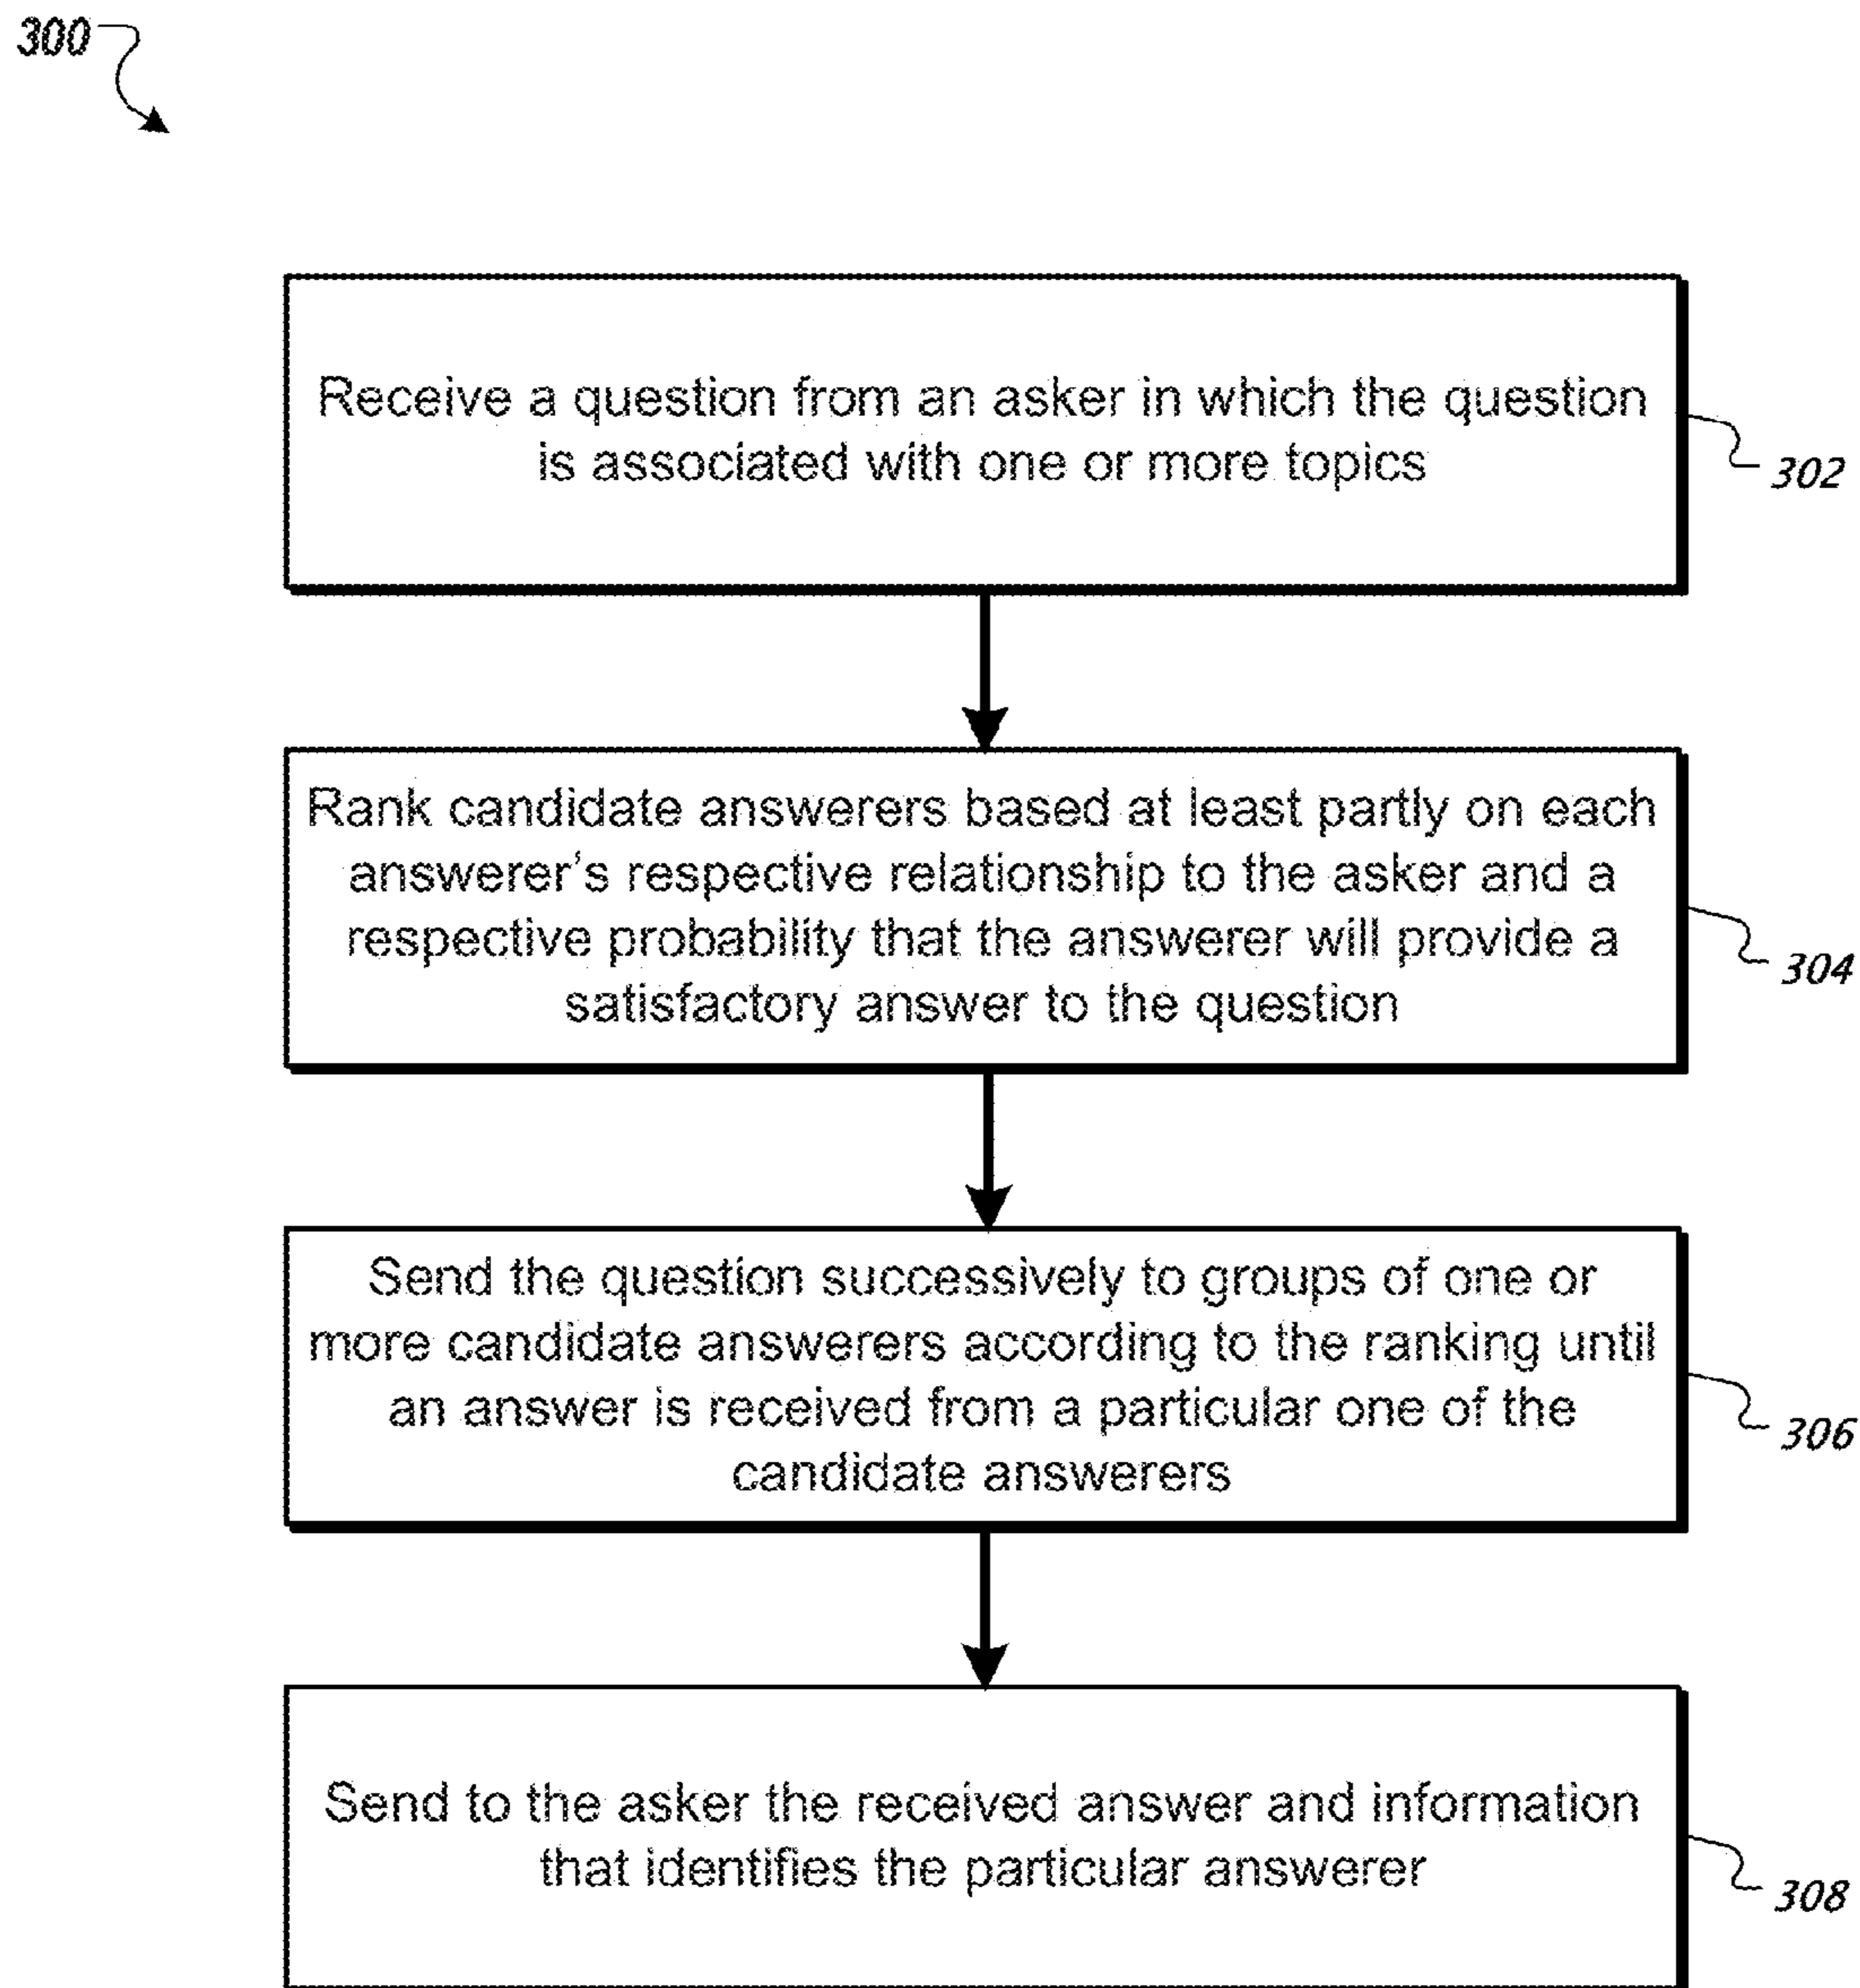 300
Receive a question from an asker in which the question
is associated with one or more topics
302
Rank candidate answerers based at least partly on each
answerer's respective relationship to the asker and a
respective probability that the answerer will provide a
satisfactory answer to the question
304
Send the question successively to groups of one or
more candidate answerers according to the ranking until
an answer is received from a particular one of the
candidate answerers
306
Send to the asker the received answer and information
that identifies the particular answerer
308